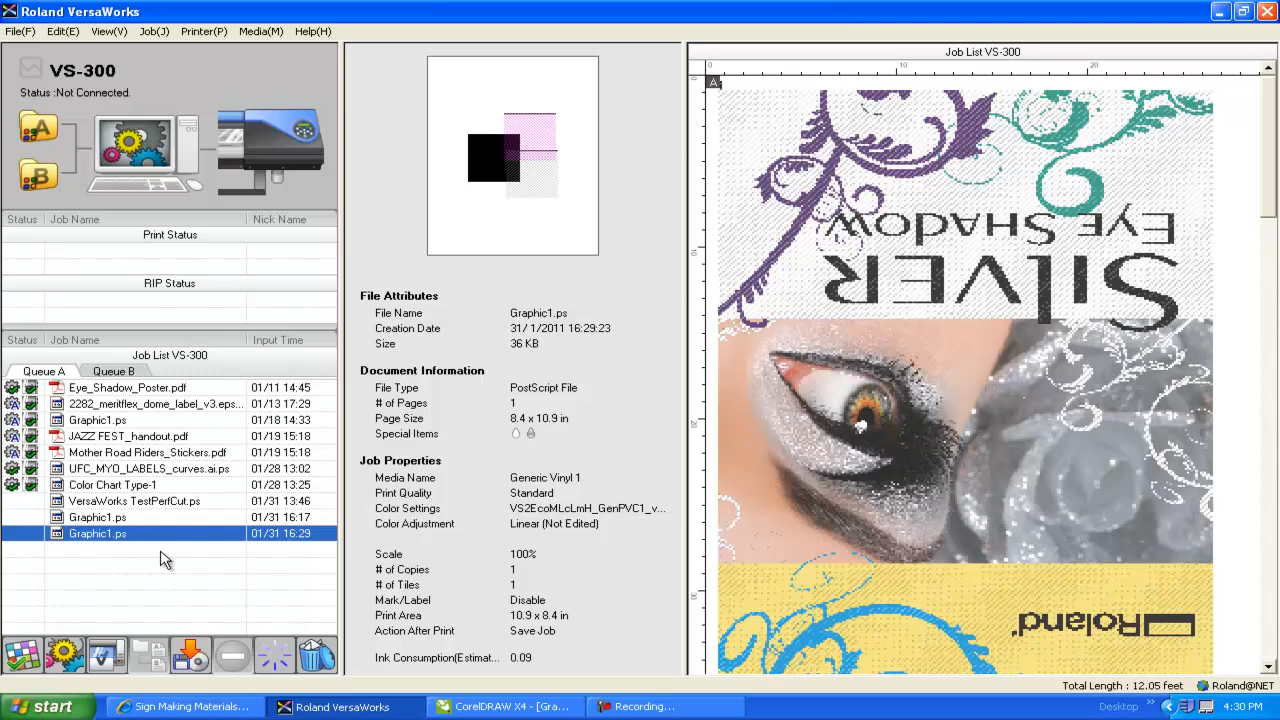 Roland VersaWorks
File(F) Edit(E) View(V) Job(J) Printer(P) Media(M) Help(H)
VS-300
Status :Not Connected.
A
B
Status Job Name Nick Name
Print Status
RIP Status
Status Job Name Input Time
Job List VS-300
Queue A Queue B
Eye_Shadow_Poster.pdf 01/11 14:45
2282_meritflex_dome_label_v3.eps... 01/13 17:29
Graphic1.ps 01/18 14:33
JAZZ FEST_handout.pdf 01/19 15:18
Mother Road Riders_Stickers.pdf 01/19 15:18
UFC_MYO_LABELS_curves.ai.ps 01/28 13:02
Color Chart Type-1 01/28 13:25
VersaWorks TestPerfCut.ps 01/31 13:46
Graphic1.ps 01/31 16:17
Graphic1.ps 01/31 16:29
File Attributes
File Name Graphic1.ps
Creation Date 31/ 1/2011 16:29:23
Size 36 KB
Document Information
File Type PostScript File
# of Pages 1
Page Size 8.4 x 10.9 in
Special Items
Job Properties
Media Name Generic Vinyl 1
Print Quality Standard
Color Settings VS2EcoMLcLmH_GenPVC1_v...
Color Adjustment Linear (Not Edited)
Scale 100%
# of Copies 1
# of Tiles 1
Mark/Label Disable
Print Area 10.9 x 8.4 in
Action After Print Save Job
Ink Consumption(Estimat... 0.09
Job List VS-300
0 10 20
A
0
10
20
30
EYE SHADOW
SILVER
Roland
Total Length : 12.05 feet Roland@NET
start Sign Making Materials... Roland VersaWorks CorelDRAW X4 - [Gra... Recording... Desktop 4:30 PM